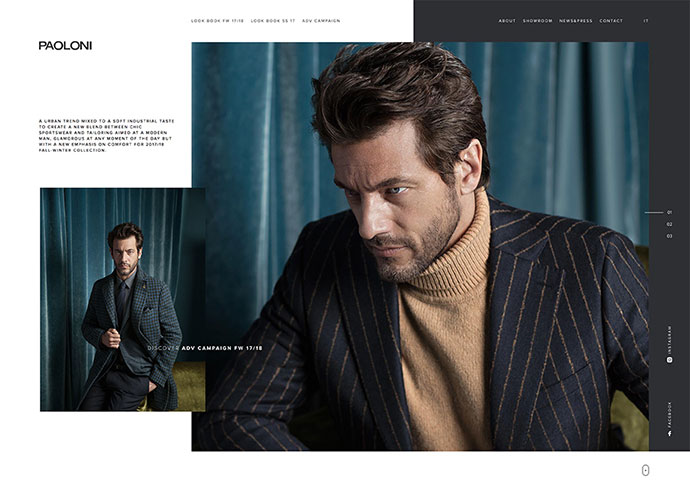 LOOK BOOK FW 17/18 LOOK BOOK SS 17 ADV CAMPAIGN
ABOUT SHOWROOM NEWS&PRESS CONTACT IT
PAOLONI
A URBAN TREND MIXED TO A SOFT INDUSTRIAL TASTE
TO CREATE A NEW BLEND BETWEEN CHIC
SPORTSWEAR AND TAILORING AIMED AT A MODERN
MAN, GLAMOROUS AT ANY MOMENT OF THE DAY BUT
WITH A NEW EMPHASIS ON COMFORT FOR 2017/18
FALL-WINTER COLLECTION.
01
02
03
DISCOVER ADV CAMPAIGN FW 17/18
INSTAGRAM
FACEBOOK